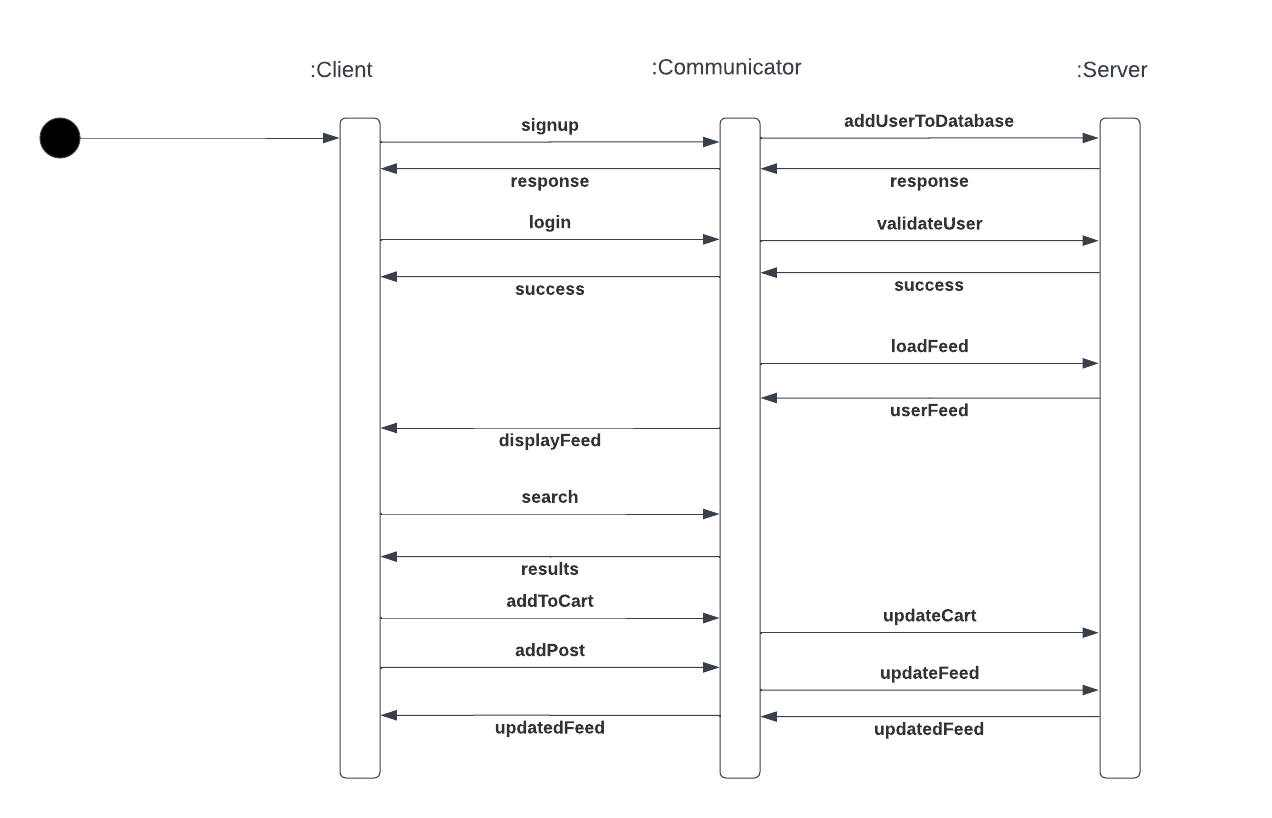 :Client
:Communicator
:Server
signup
addUserToDatabase
response
response
login
validateUser
success
success
loadFeed
userFeed
displayFeed
search
results
addToCart
updateCart
addPost
updateFeed
updatedFeed
updatedFeed